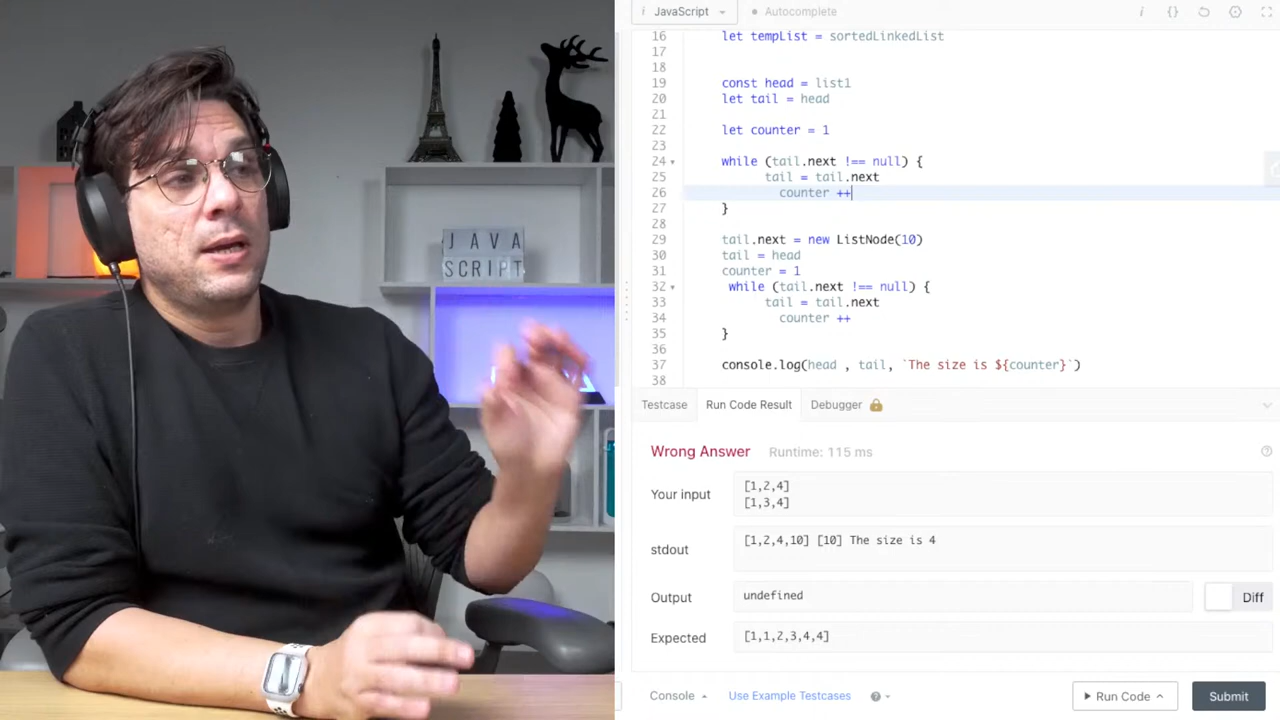 JAVA
SCRIPT
i JavaScript
Autocomplete
i {}
16 let tempList = sortedLinkedList
17
18
19 const head = list1
20 let tail = head
21
22 let counter = 1
23
24 while (tail.next !== null) {
25 tail = tail.next
26 counter ++
27 }
28
29 tail.next = new ListNode(10)
30 tail = head
31 counter = 1
32 while (tail.next !== null) {
33 tail = tail.next
34 counter ++
35 }
36
37 console.log(head , tail, `The size is ${counter}`)
38
Testcase Run Code Result Debugger
Wrong Answer Runtime: 115 ms
Your input
[1,2,4]
[1,3,4]
stdout
[1,2,4,10] [10] The size is 4
Output
undefined
Diff
Expected
[1,1,2,3,4,4]
Console Use Example Testcases Run Code Submit